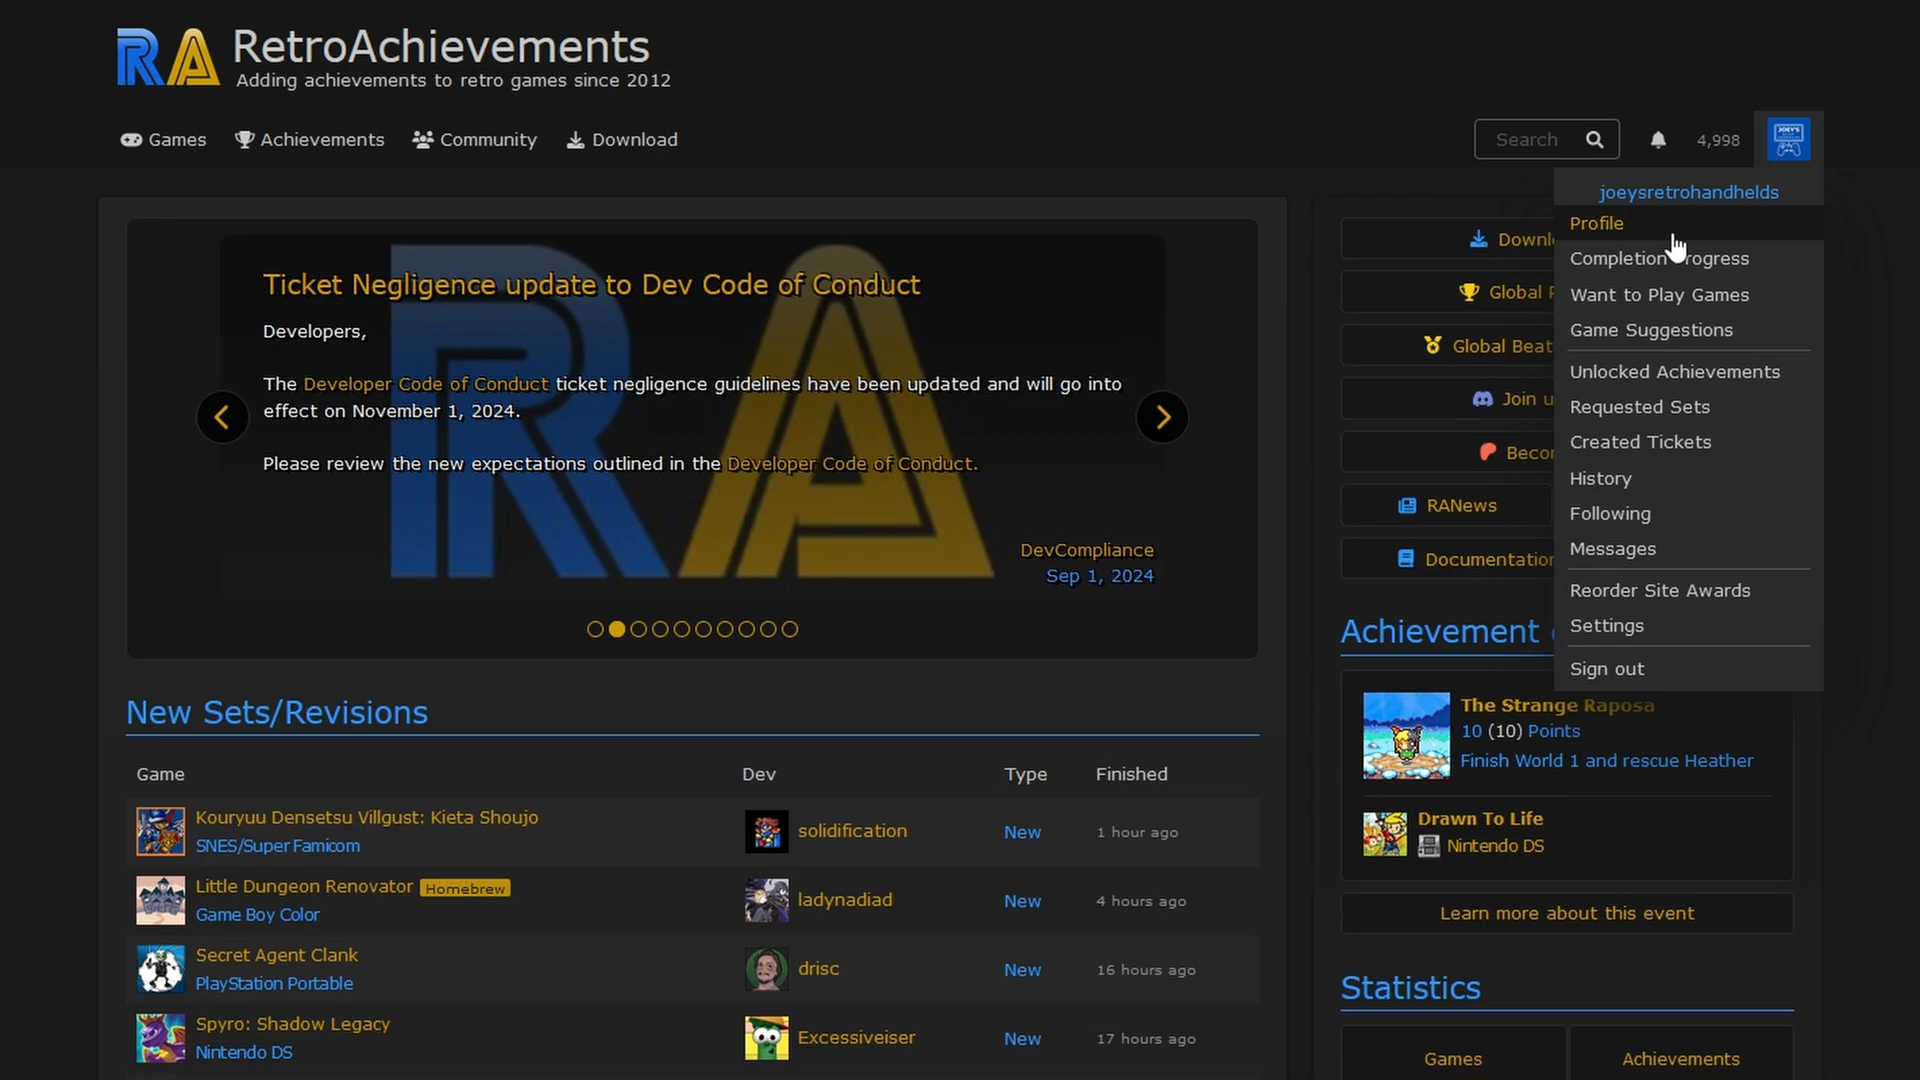 RA RetroAchievements
Adding achievements to retro games since 2012
Games Achievements Community Download
Search 4,998
joeysretrohandhelds
Profile
Completion
Want to Play Games
Game Suggestions
Unlocked Achievements
Requested Sets
Created Tickets
History
Following
Messages
Reorder Site Awards
Settings
Sign out
Ticket Negligence update to Dev Code of Conduct
Developers,
The Developer Code of Conduct ticket negligence guidelines have been updated and will go into
effect on November 1, 2024.
Please review the new expectations outlined in the Developer Code of Conduct.
DevCompliance
Sep 1, 2024
New Sets/Revisions
Game Dev Type Finished
Kouryuu Densetsu Villgust: Kieta Shoujo
SNES/Super Famicom
solidification New 1 hour ago
Little Dungeon Renovator Homebrew
Game Boy Color
ladynadiad New 4 hours ago
Secret Agent Clank
PlayStation Portable
drisc New 16 hours ago
Spyro: Shadow Legacy
Nintendo DS
Excessiveiser New 17 hours ago
Global
Global Beat
Join u
RANews
Documentation
Achievement
The Strange Raposa
10 (10) Points
Finish World 1 and rescue Heather
Drawn To Life
Nintendo DS
Learn more about this event
Statistics
Games Achievements